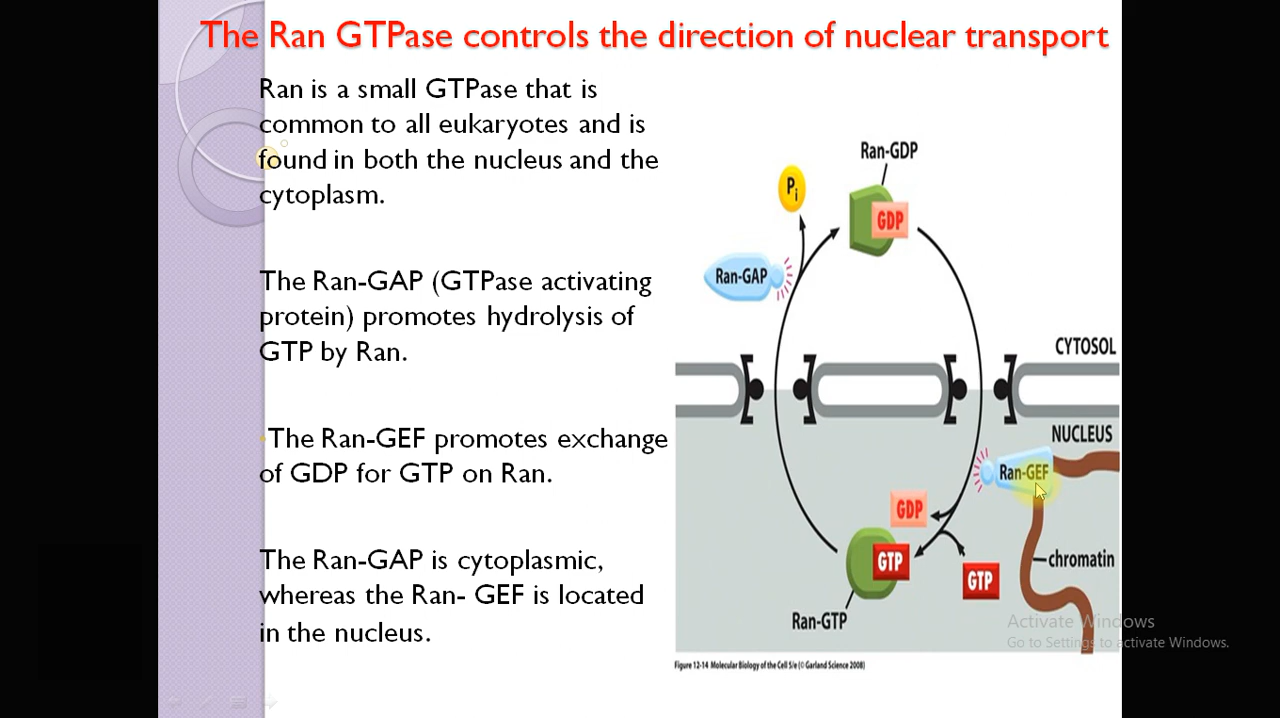 The Ran GTPase controls the direction of nuclear transport
Ran is a small GTPase that is
common to all eukaryotes and is
found in both the nucleus and the
cytoplasm.
The Ran-GAP (GTPase activating
protein) promotes hydrolysis of
GTP by Ran.
•The Ran-GEF promotes exchange
of GDP for GTP on Ran.
The Ran-GAP is cytoplasmic,
whereas the Ran- GEF is located
in the nucleus.
Ran-GDP
Pi
GDP
Ran-GAP
CYTOSOL
NUCLEUS
Ran-GEF
GDP
GTP
GTP
chromatin
Ran-GTP
Figure 12-14 Molecular Biology of the Cell 5/e (© Garland Science 2008)
Activate Windows
Go to Settings to activate Windows.